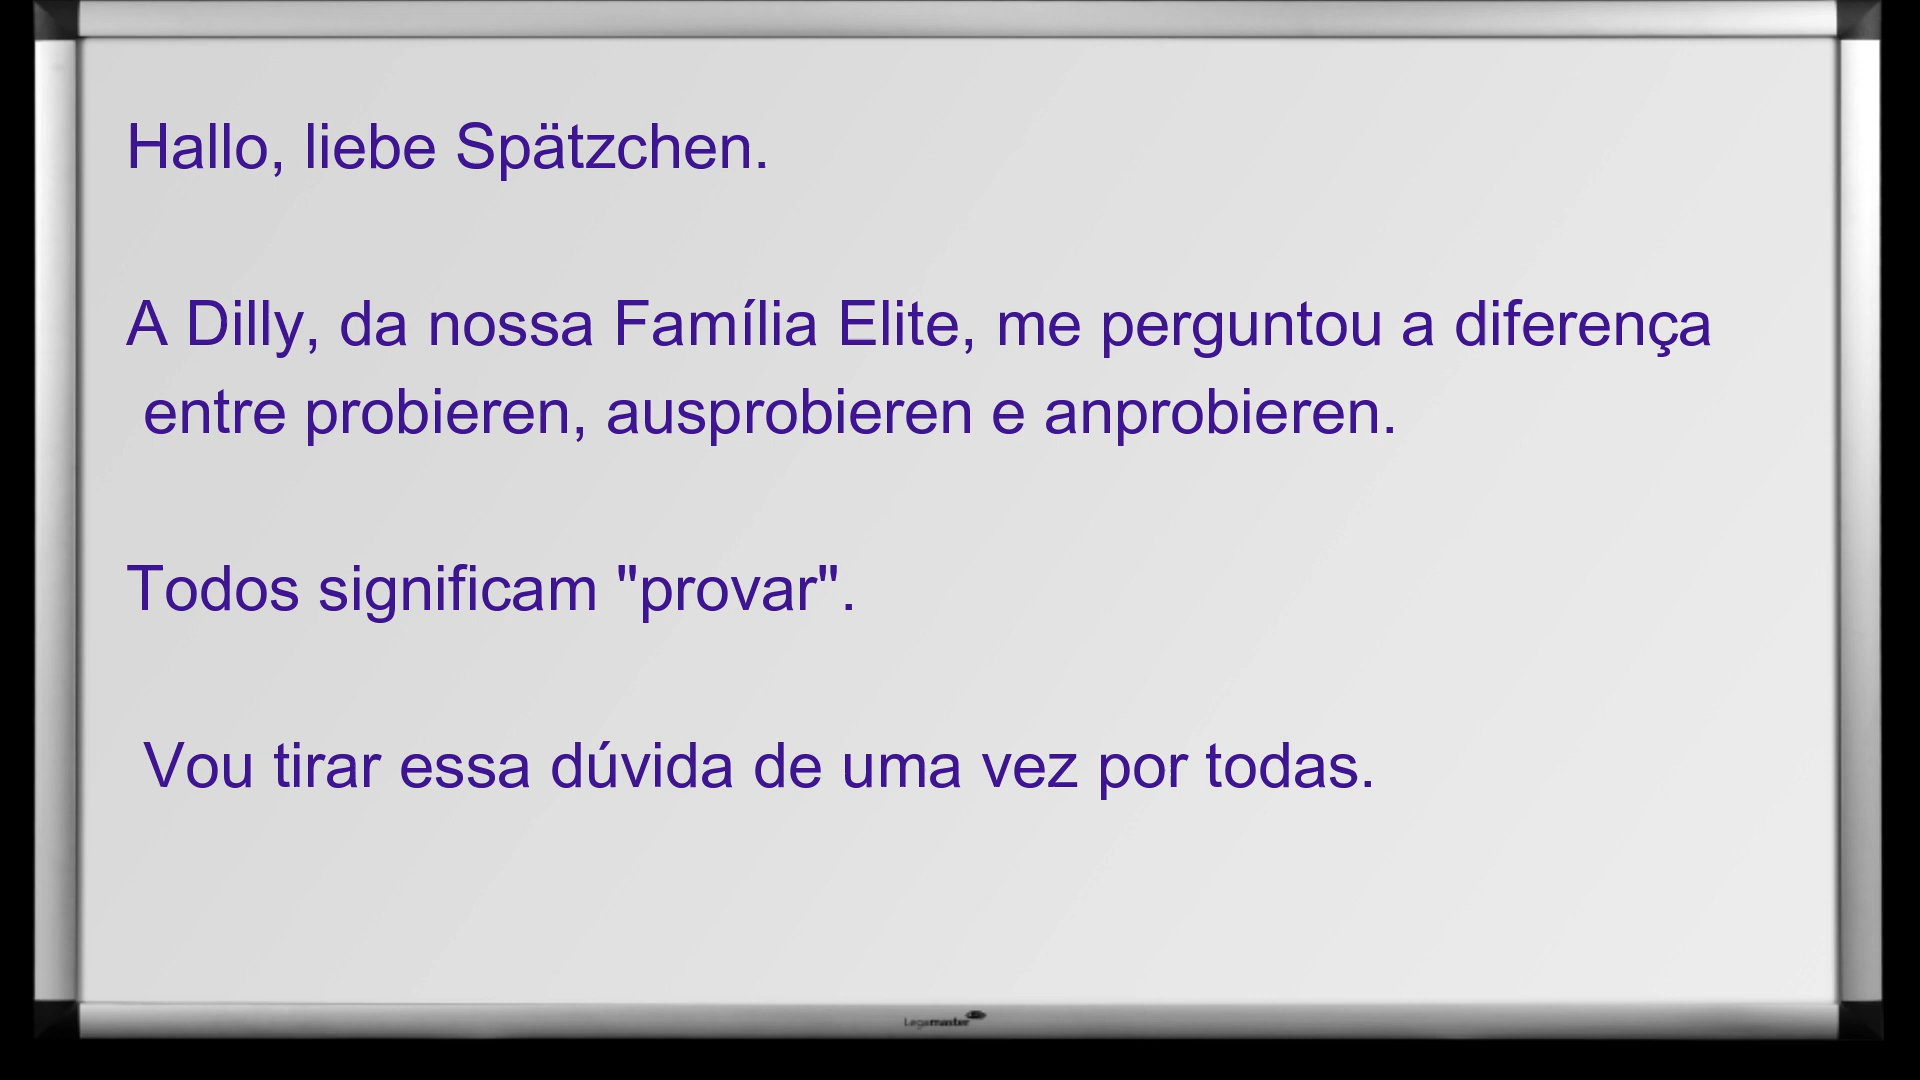 Hallo, liebe Spätzchen.
A Dilly, da nossa Família Elite, me perguntou a diferença
entre probieren, ausprobieren e anprobieren.
Todos significam "provar".
Vou tirar essa dúvida de uma vez por todas.
Legamaster